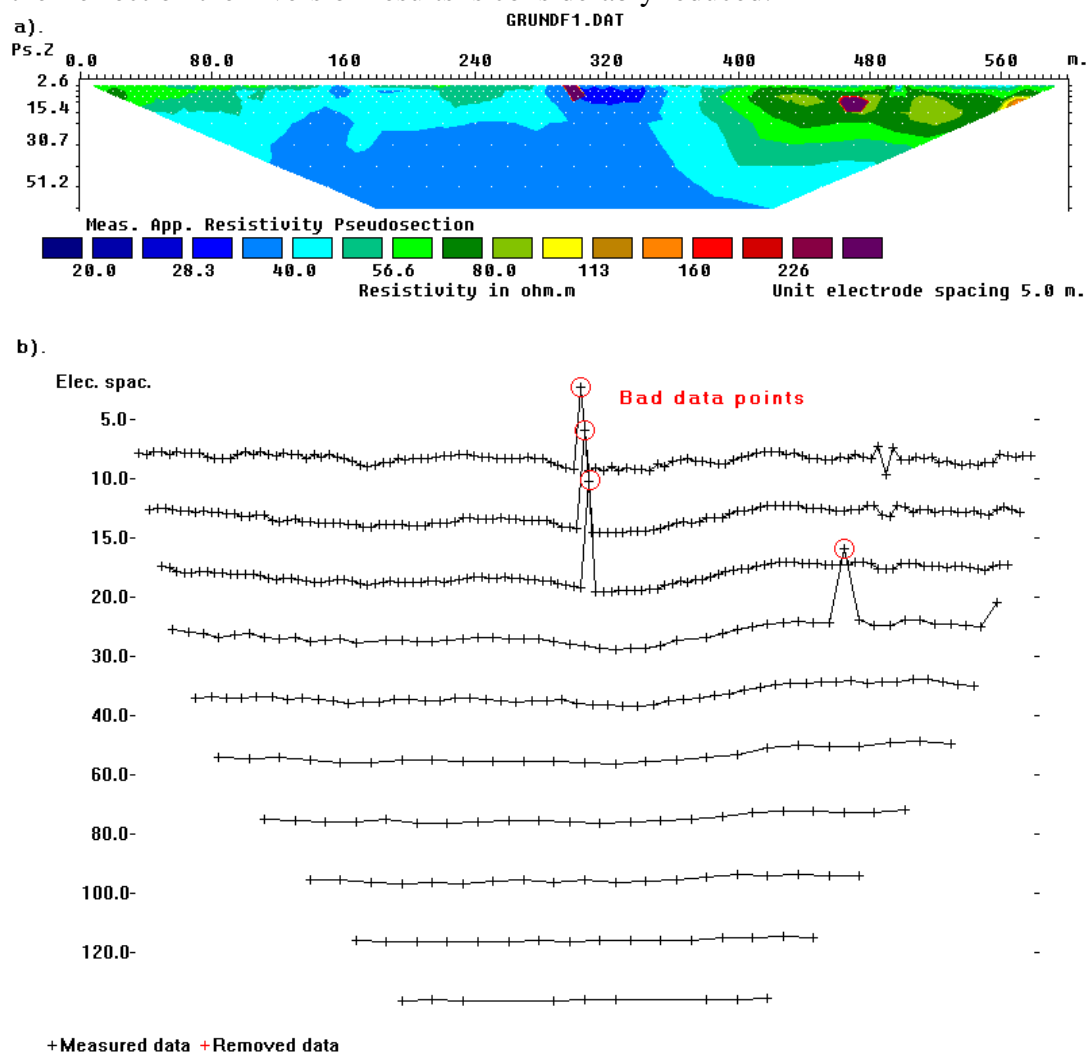 a).
GRUNDF1.DAT
Ps.Z 0.0 80.0 160 240 320 400 480 560 m.
2.6
15.4
30.7
51.2
Meas. App. Resistivity Pseudosection
20.0 28.3 40.0 56.6 80.0 113 160 226
Resistivity in ohm.m Unit electrode spacing 5.0 m.
b).
Elec. spac.
Bad data points
5.0- -
10.0- -
15.0- -
20.0- -
30.0- -
40.0- -
60.0- -
80.0- -
100.0- -
120.0- -
+Measured data +Removed data